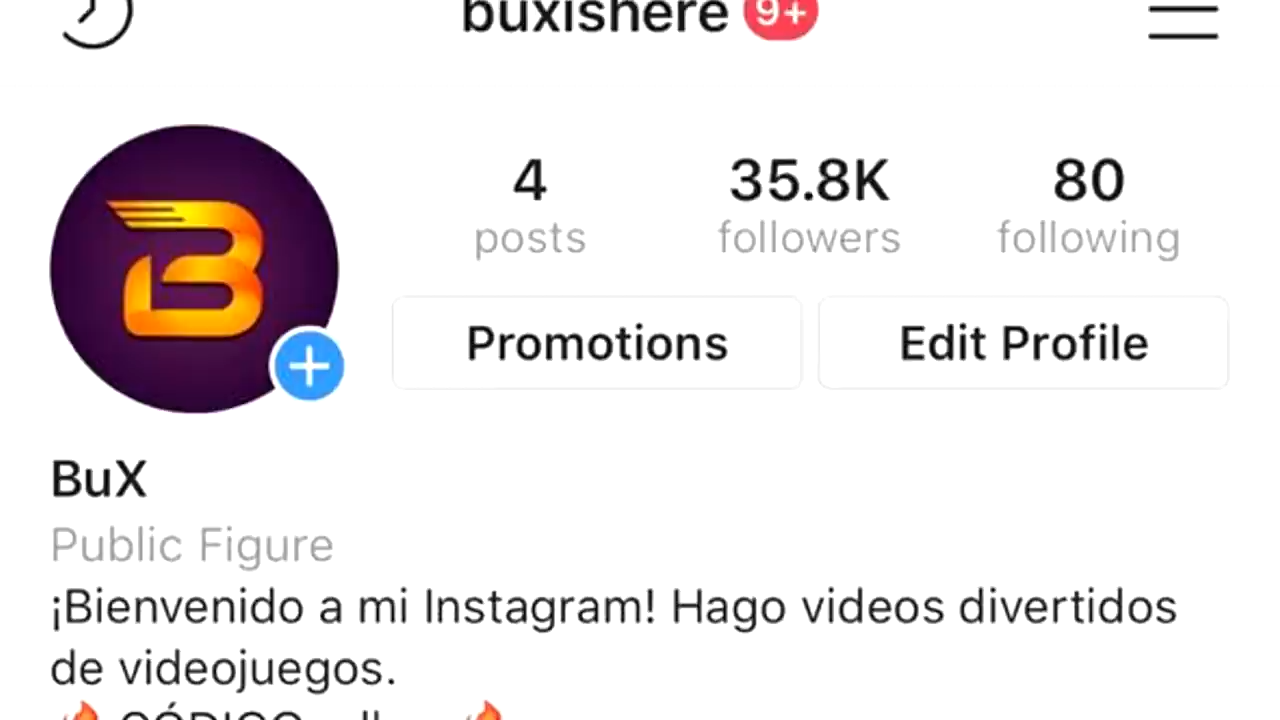 buxishere 9+
4 35.8K 80
posts followers following
Promotions Edit Profile
BuX
Public Figure
¡Bienvenido a mi Instagram! Hago videos divertidos
de videojuegos.
🔥 CÓDIGO 🔥